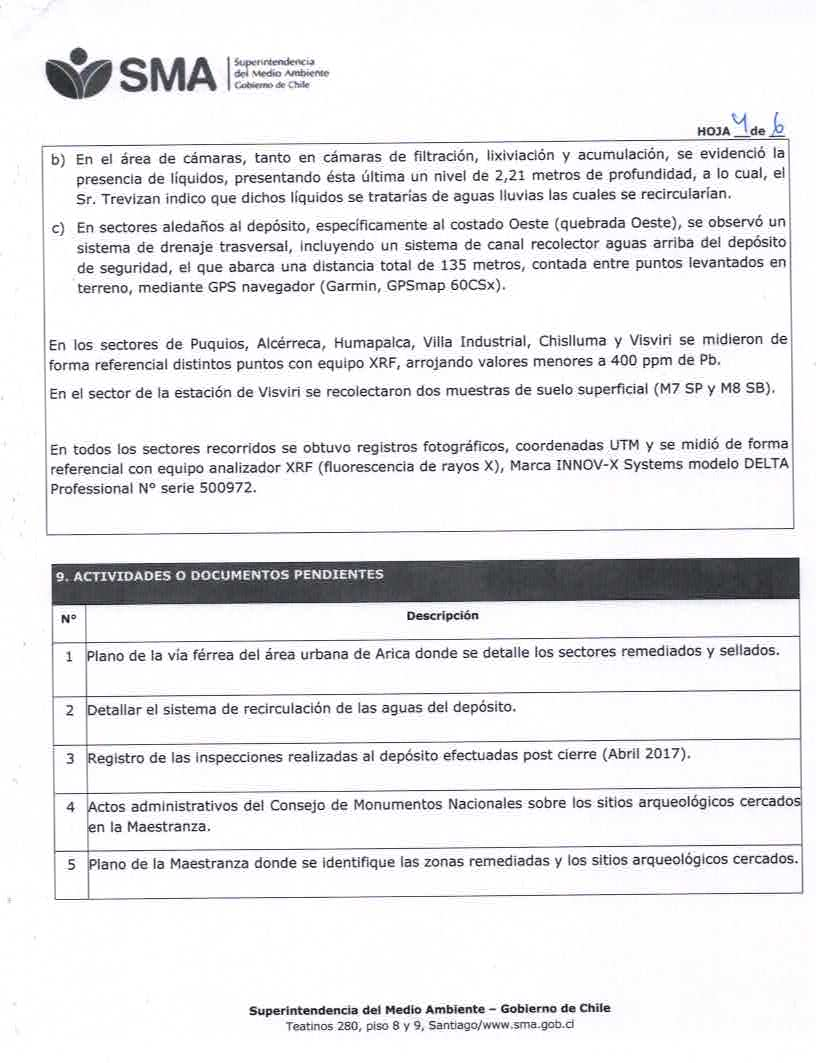 SMA
Superintendencia
del Medio Ambiente
Gobierno de Chile
HOJA 4 de 6
b) En el área de cámaras, tanto en cámaras de filtración, lixiviación y acumulación, se evidenció la
presencia de líquidos, presentando ésta última un nivel de 2,21 metros de profundidad, a lo cual, el
Sr. Trevizan indico que dichos líquidos se tratarías de aguas lluvias las cuales se recircularían.
c) En sectores aledaños al depósito, específicamente al costado Oeste (quebrada Oeste), se observó un
sistema de drenaje trasversal, incluyendo un sistema de canal recolector aguas arriba del depósito
de seguridad, el que abarca una distancia total de 135 metros, contada entre puntos levantados en
terreno, mediante GPS navegador (Garmin, GPSmap 60CSx).
En los sectores de Puquios, Alcérreca, Humapalca, Villa Industrial, Chislluma y Visviri se midieron de
forma referencial distintos puntos con equipo XRF, arrojando valores menores a 400 ppm de Pb.
En el sector de la estación de Visviri se recolectaron dos muestras de suelo superficial (M7 SP y M8 SB).
En todos los sectores recorridos se obtuvo registros fotográficos, coordenadas UTM y se midió de forma
referencial con equipo analizador XRF (fluorescencia de rayos X), Marca INNOV-X Systems modelo DELTA
Professional N° serie 500972.
9. ACTIVIDADES O DOCUMENTOS PENDIENTES
N° Descripción
1 Plano de la vía férrea del área urbana de Arica donde se detalle los sectores remediados y sellados.
2 Detallar el sistema de recirculación de las aguas del depósito.
3 Registro de las inspecciones realizadas al depósito efectuadas post cierre (Abril 2017).
4 Actos administrativos del Consejo de Monumentos Nacionales sobre los sitios arqueológicos cercados
en la Maestranza.
5 Plano de la Maestranza donde se identifique las zonas remediadas y los sitios arqueológicos cercados.
Superintendencia del Medio Ambiente – Gobierno de Chile
Teatinos 280, piso 8 y 9, Santiago/www.sma.gob.cl